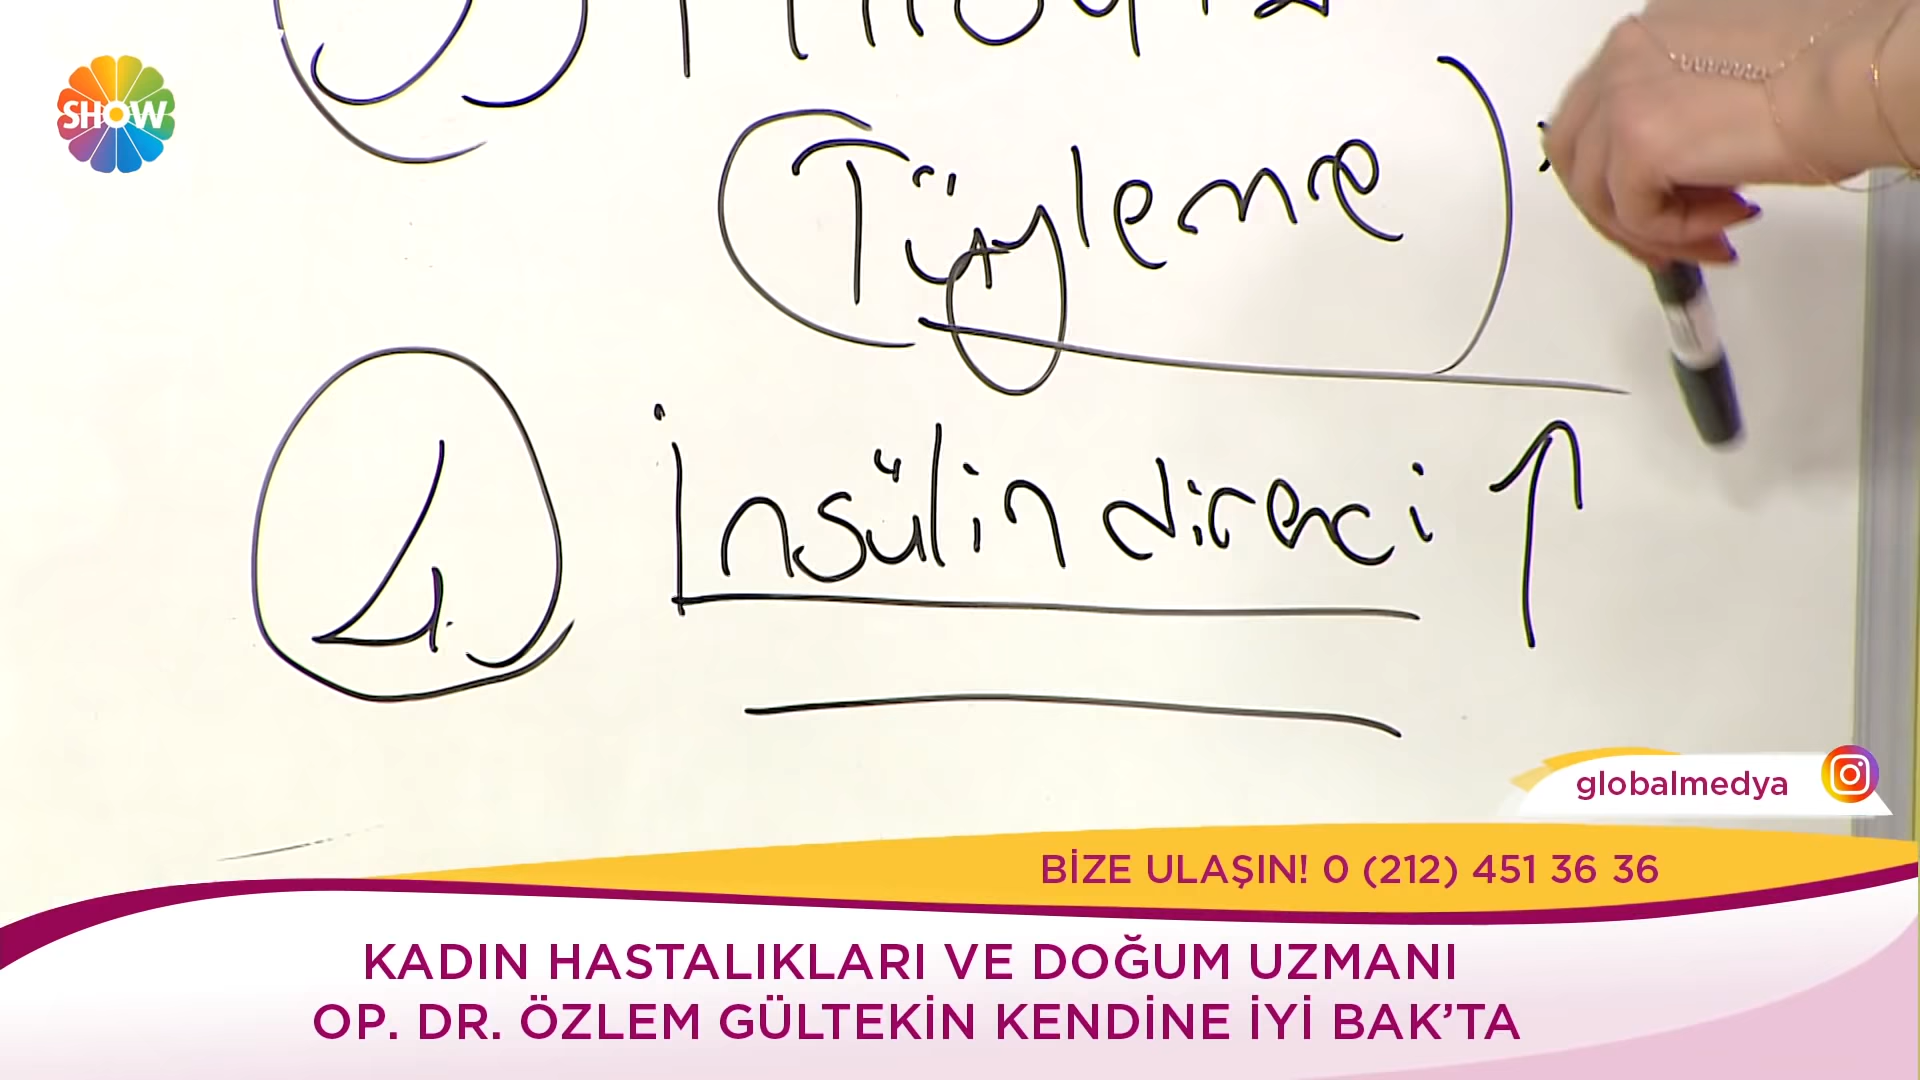 SHOW
(Tüyleme)
4. İnsülin direnci ↑
globalmedya
BİZE ULAŞIN! 0 (212) 451 36 36
KADIN HASTALIKLARI VE DOĞUM UZMANI
OP. DR. ÖZLEM GÜLTEKİN KENDİNE İYİ BAK’TA